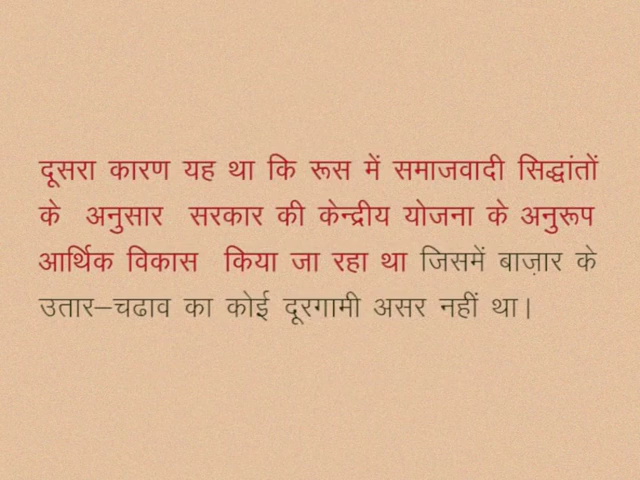 दूसरा कारण यह था कि रूस में समाजवादी सिद्धांतों
के अनुसार सरकार की केन्द्रीय योजना के अनुरूप
आर्थिक विकास किया जा रहा था जिसमें बाज़ार के
उतार–चढाव का कोई दूरगामी असर नहीं था।